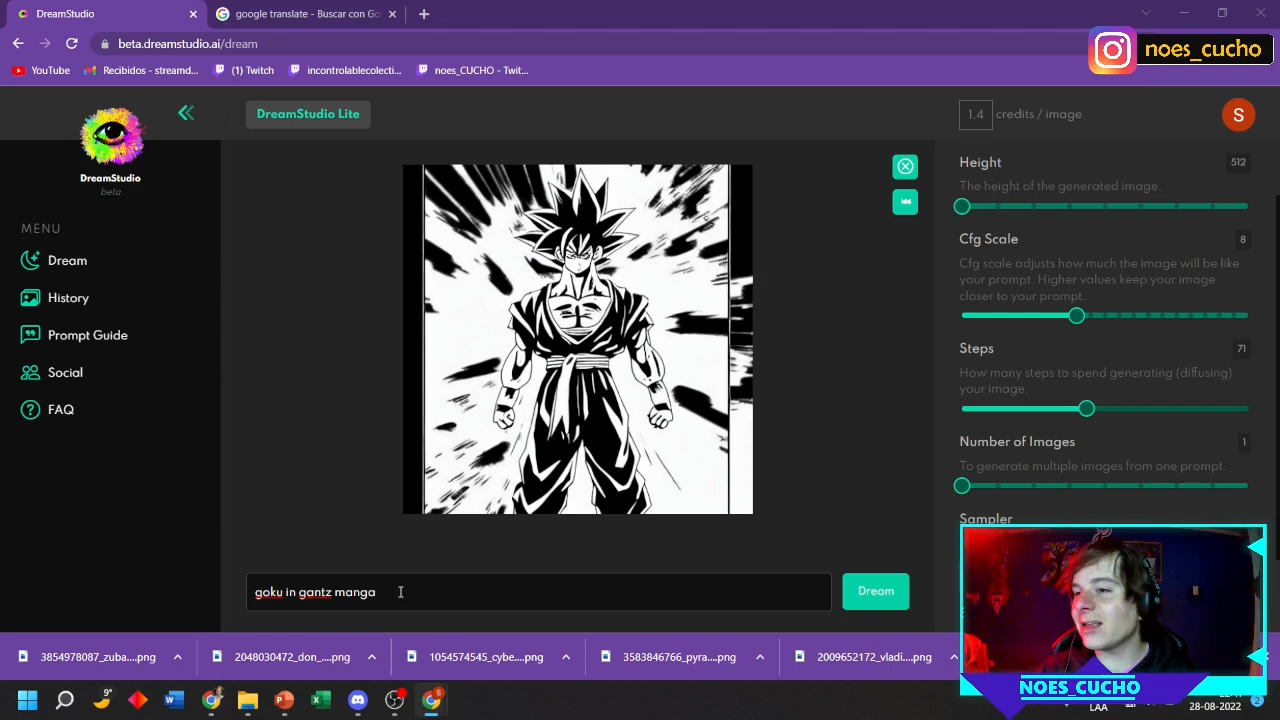 DreamStudio
google translate - Buscar con Go
beta.dreamstudio.ai/dream
noes_cucho
YouTube
Recibidos - streamd...
(1) Twitch
incontrolablecolecti...
noes_CUCHO - Twit...
DreamStudio
beta
MENU
Dream
History
Prompt Guide
Social
FAQ
DreamStudio Lite
1.4 credits / image
S
Height
512
The height of the generated image.
Cfg Scale
8
Cfg scale adjusts how much the image will be like
your prompt. Higher values keep your image
closer to your prompt.
Steps
71
How many steps to spend generating (diffusing)
your image.
Number of Images
1
To generate multiple images from one prompt.
Sampler
goku in gantz manga
Dream
3854978087_zuba....png
2048030472_don_....png
1054574545_cybe....png
3583846766_pyra....png
2009652172_vladi....png
NOES_CUCHO
9°
LAA
28-08-2022
2